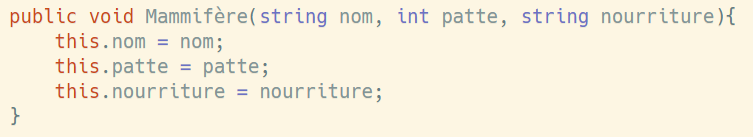 public void Mammifère(string nom, int patte, string nourriture){
    this.nom = nom;
    this.patte = patte;
    this.nourriture = nourriture;
}